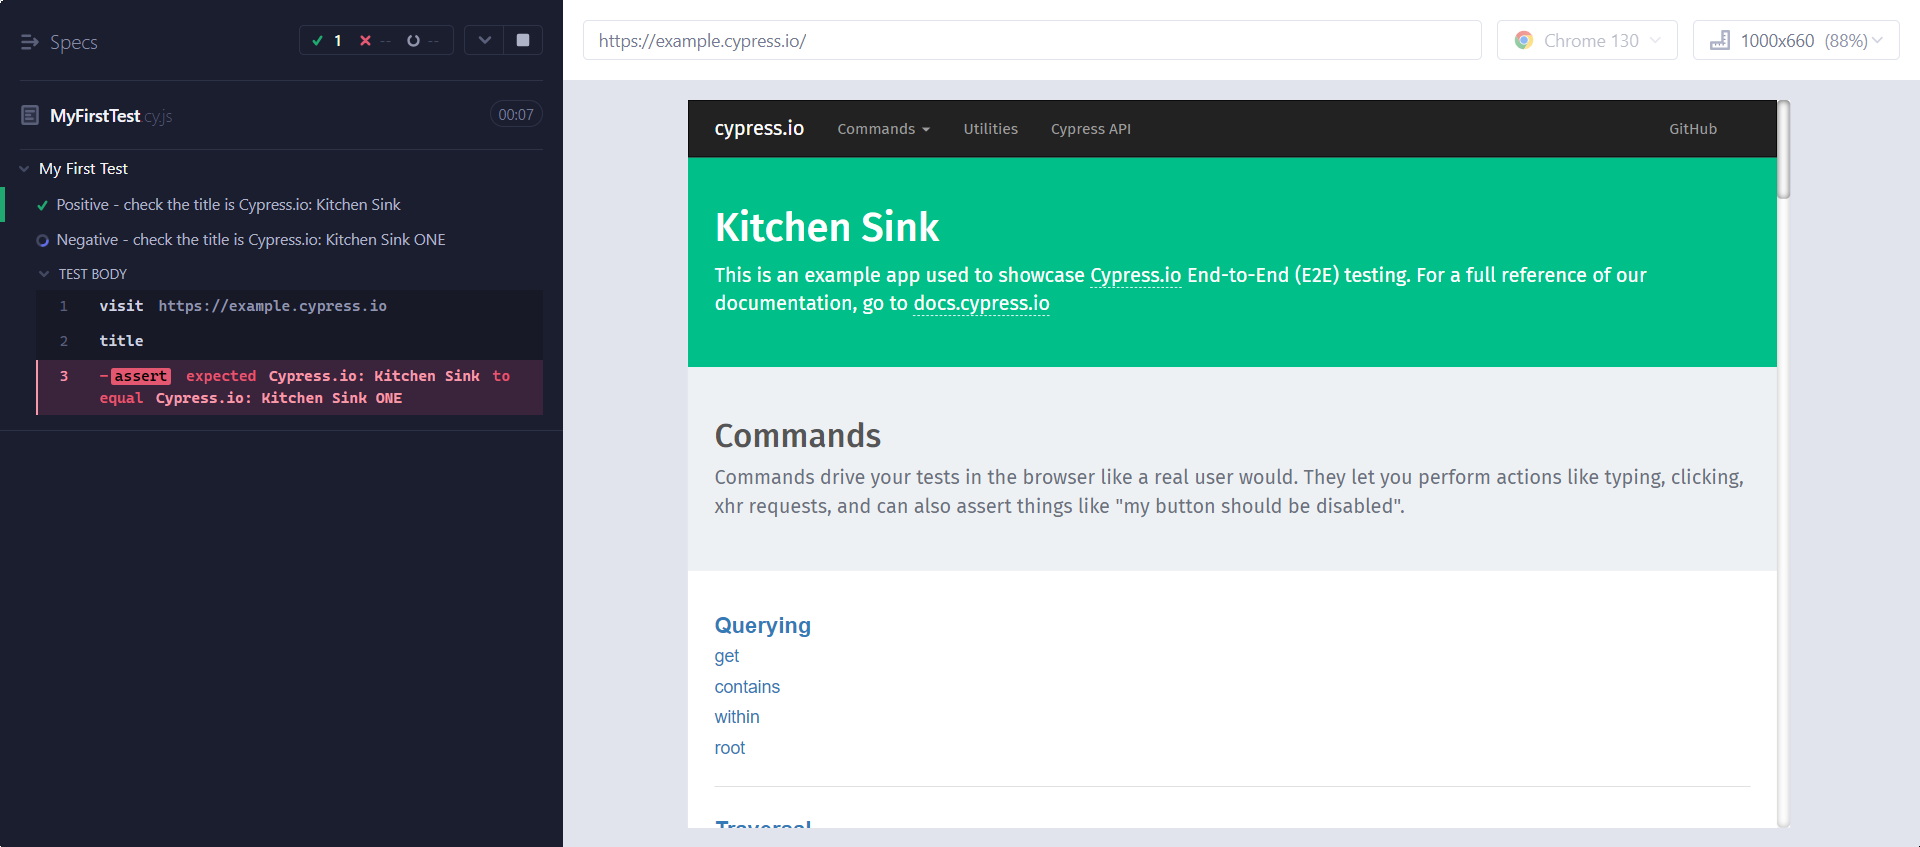 Specs
1 -- --
MyFirstTest.cy.js
00:07
My First Test
Positive - check the title is Cypress.io: Kitchen Sink
Negative - check the title is Cypress.io: Kitchen Sink ONE
TEST BODY
1 visit https://example.cypress.io
2 title
3 -assert expected Cypress.io: Kitchen Sink to
equal Cypress.io: Kitchen Sink ONE
https://example.cypress.io/
Chrome 130
1000x660 (88%)
cypress.io Commands Utilities Cypress API GitHub
Kitchen Sink
This is an example app used to showcase Cypress.io End-to-End (E2E) testing. For a full reference of our
documentation, go to docs.cypress.io
Commands
Commands drive your tests in the browser like a real user would. They let you perform actions like typing, clicking,
xhr requests, and can also assert things like "my button should be disabled".
Querying
get
contains
within
root
Traversal